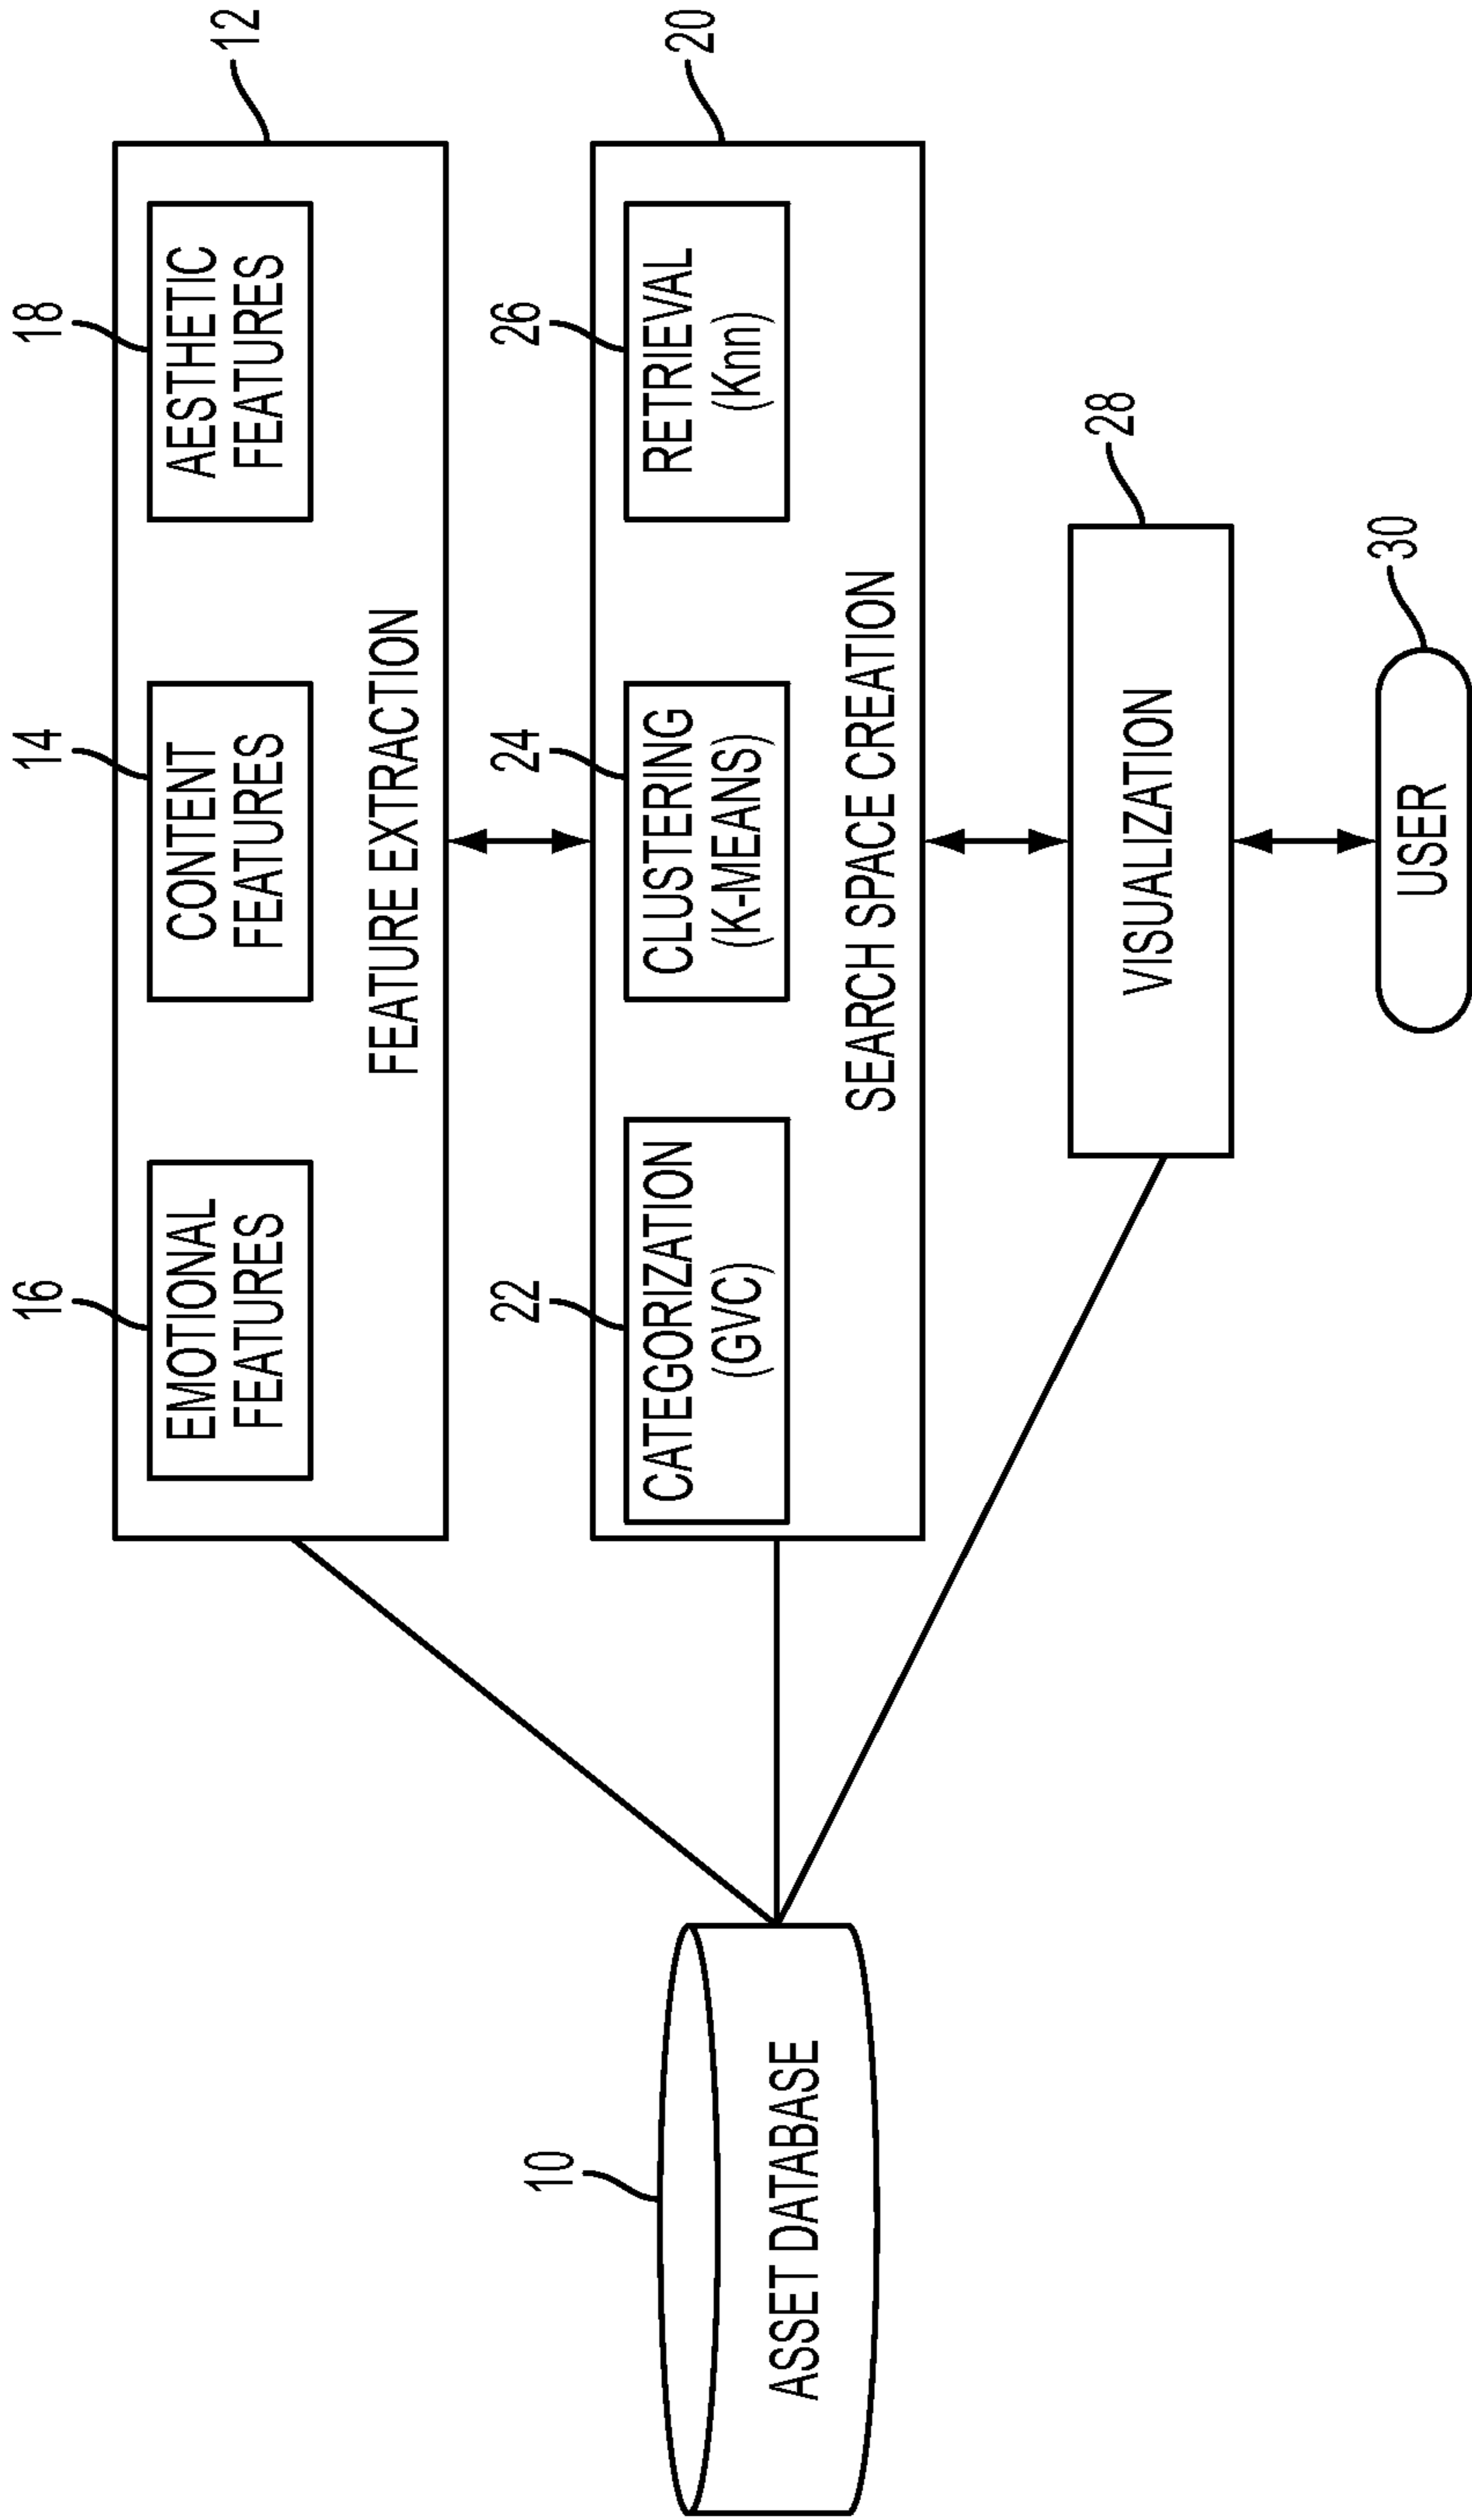 16
14
18
12
EMOTIONAL
FEATURES
CONTENT
FEATURES
AESTHETIC
FEATURES
FEATURE EXTRACTION
22
24
26
20
CATEGORIZATION
(GVC)
CLUSTERING
(K-MEANS)
RETRIEVAL
(Knn)
SEARCH SPACE CREATION
10
ASSET DATABASE
28
VISUALIZATION
30
USER